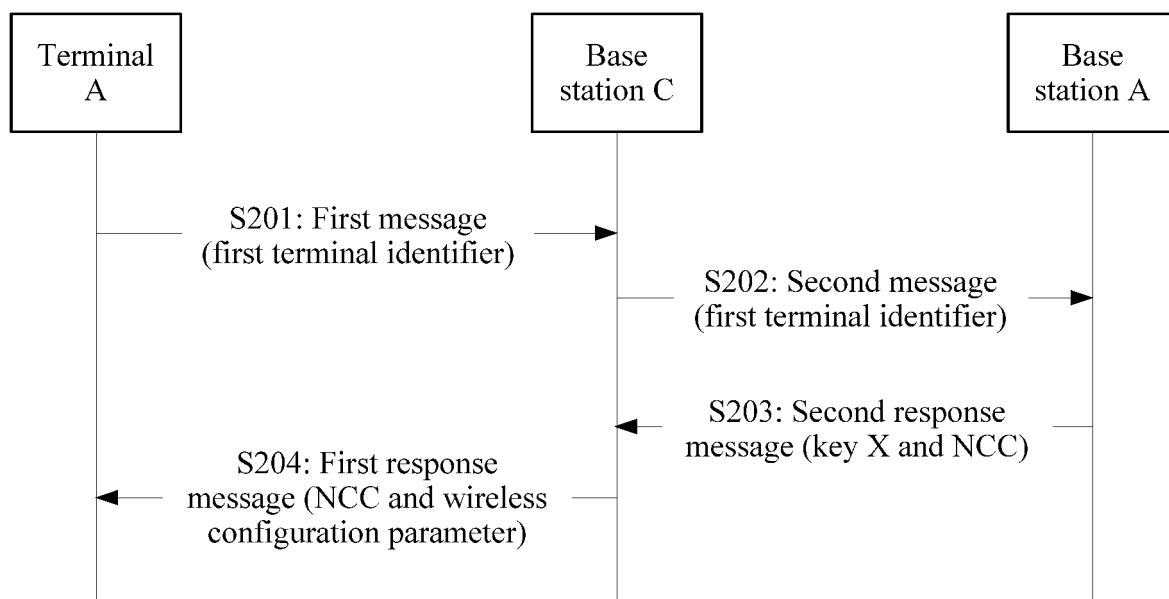 Terminal
A
Base
station C
Base
station A
S201: First message
(first terminal identifier)
S202: Second message
(first terminal identifier)
S203: Second response
message (key X and NCC)
S204: First response
message (NCC and wireless
configuration parameter)